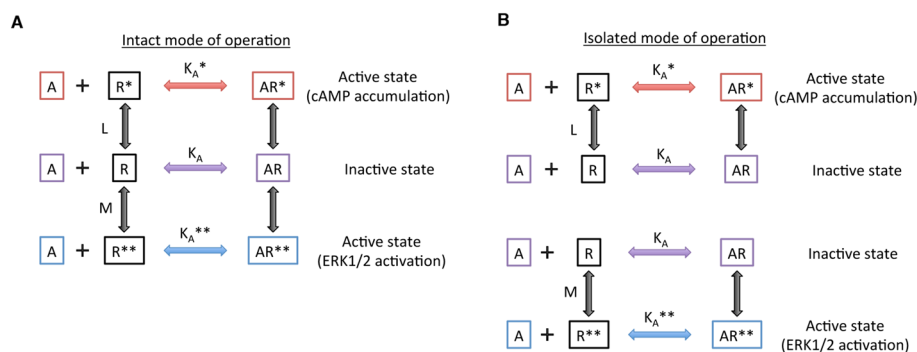 A
Intact mode of operation
A + R* K_A* AR* Active state
(cAMP accumulation)
L
A + R K_A AR Inactive state
M
A + R** K_A** AR** Active state
(ERK1/2 activation)
B
Isolated mode of operation
A + R* K_A* AR* Active state
(cAMP accumulation)
L
A + R K_A AR Inactive state
A + R K_A AR Inactive state
M
A + R** K_A** AR** Active state
(ERK1/2 activation)